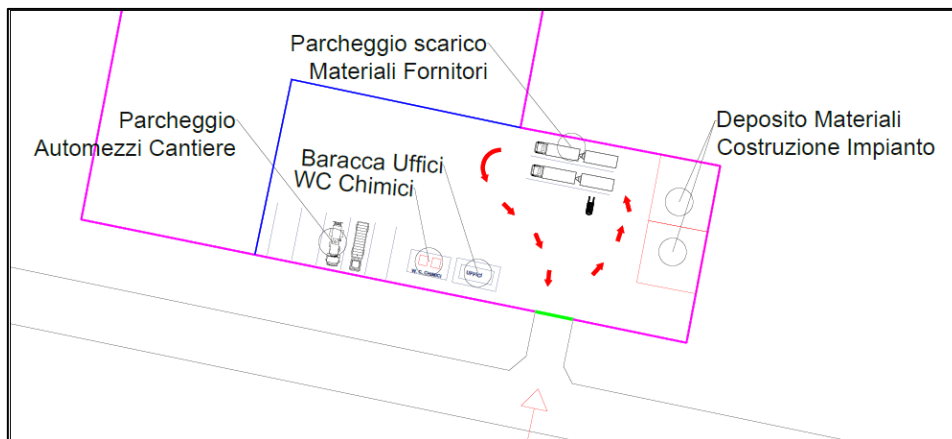 Parcheggio scarico
Materiali Fornitori
Parcheggio
Automezzi Cantiere
Baracca Uffici
WC Chimici
Deposito Materiali
Costruzione Impianto
W. C. CHIMICI
UFFICI